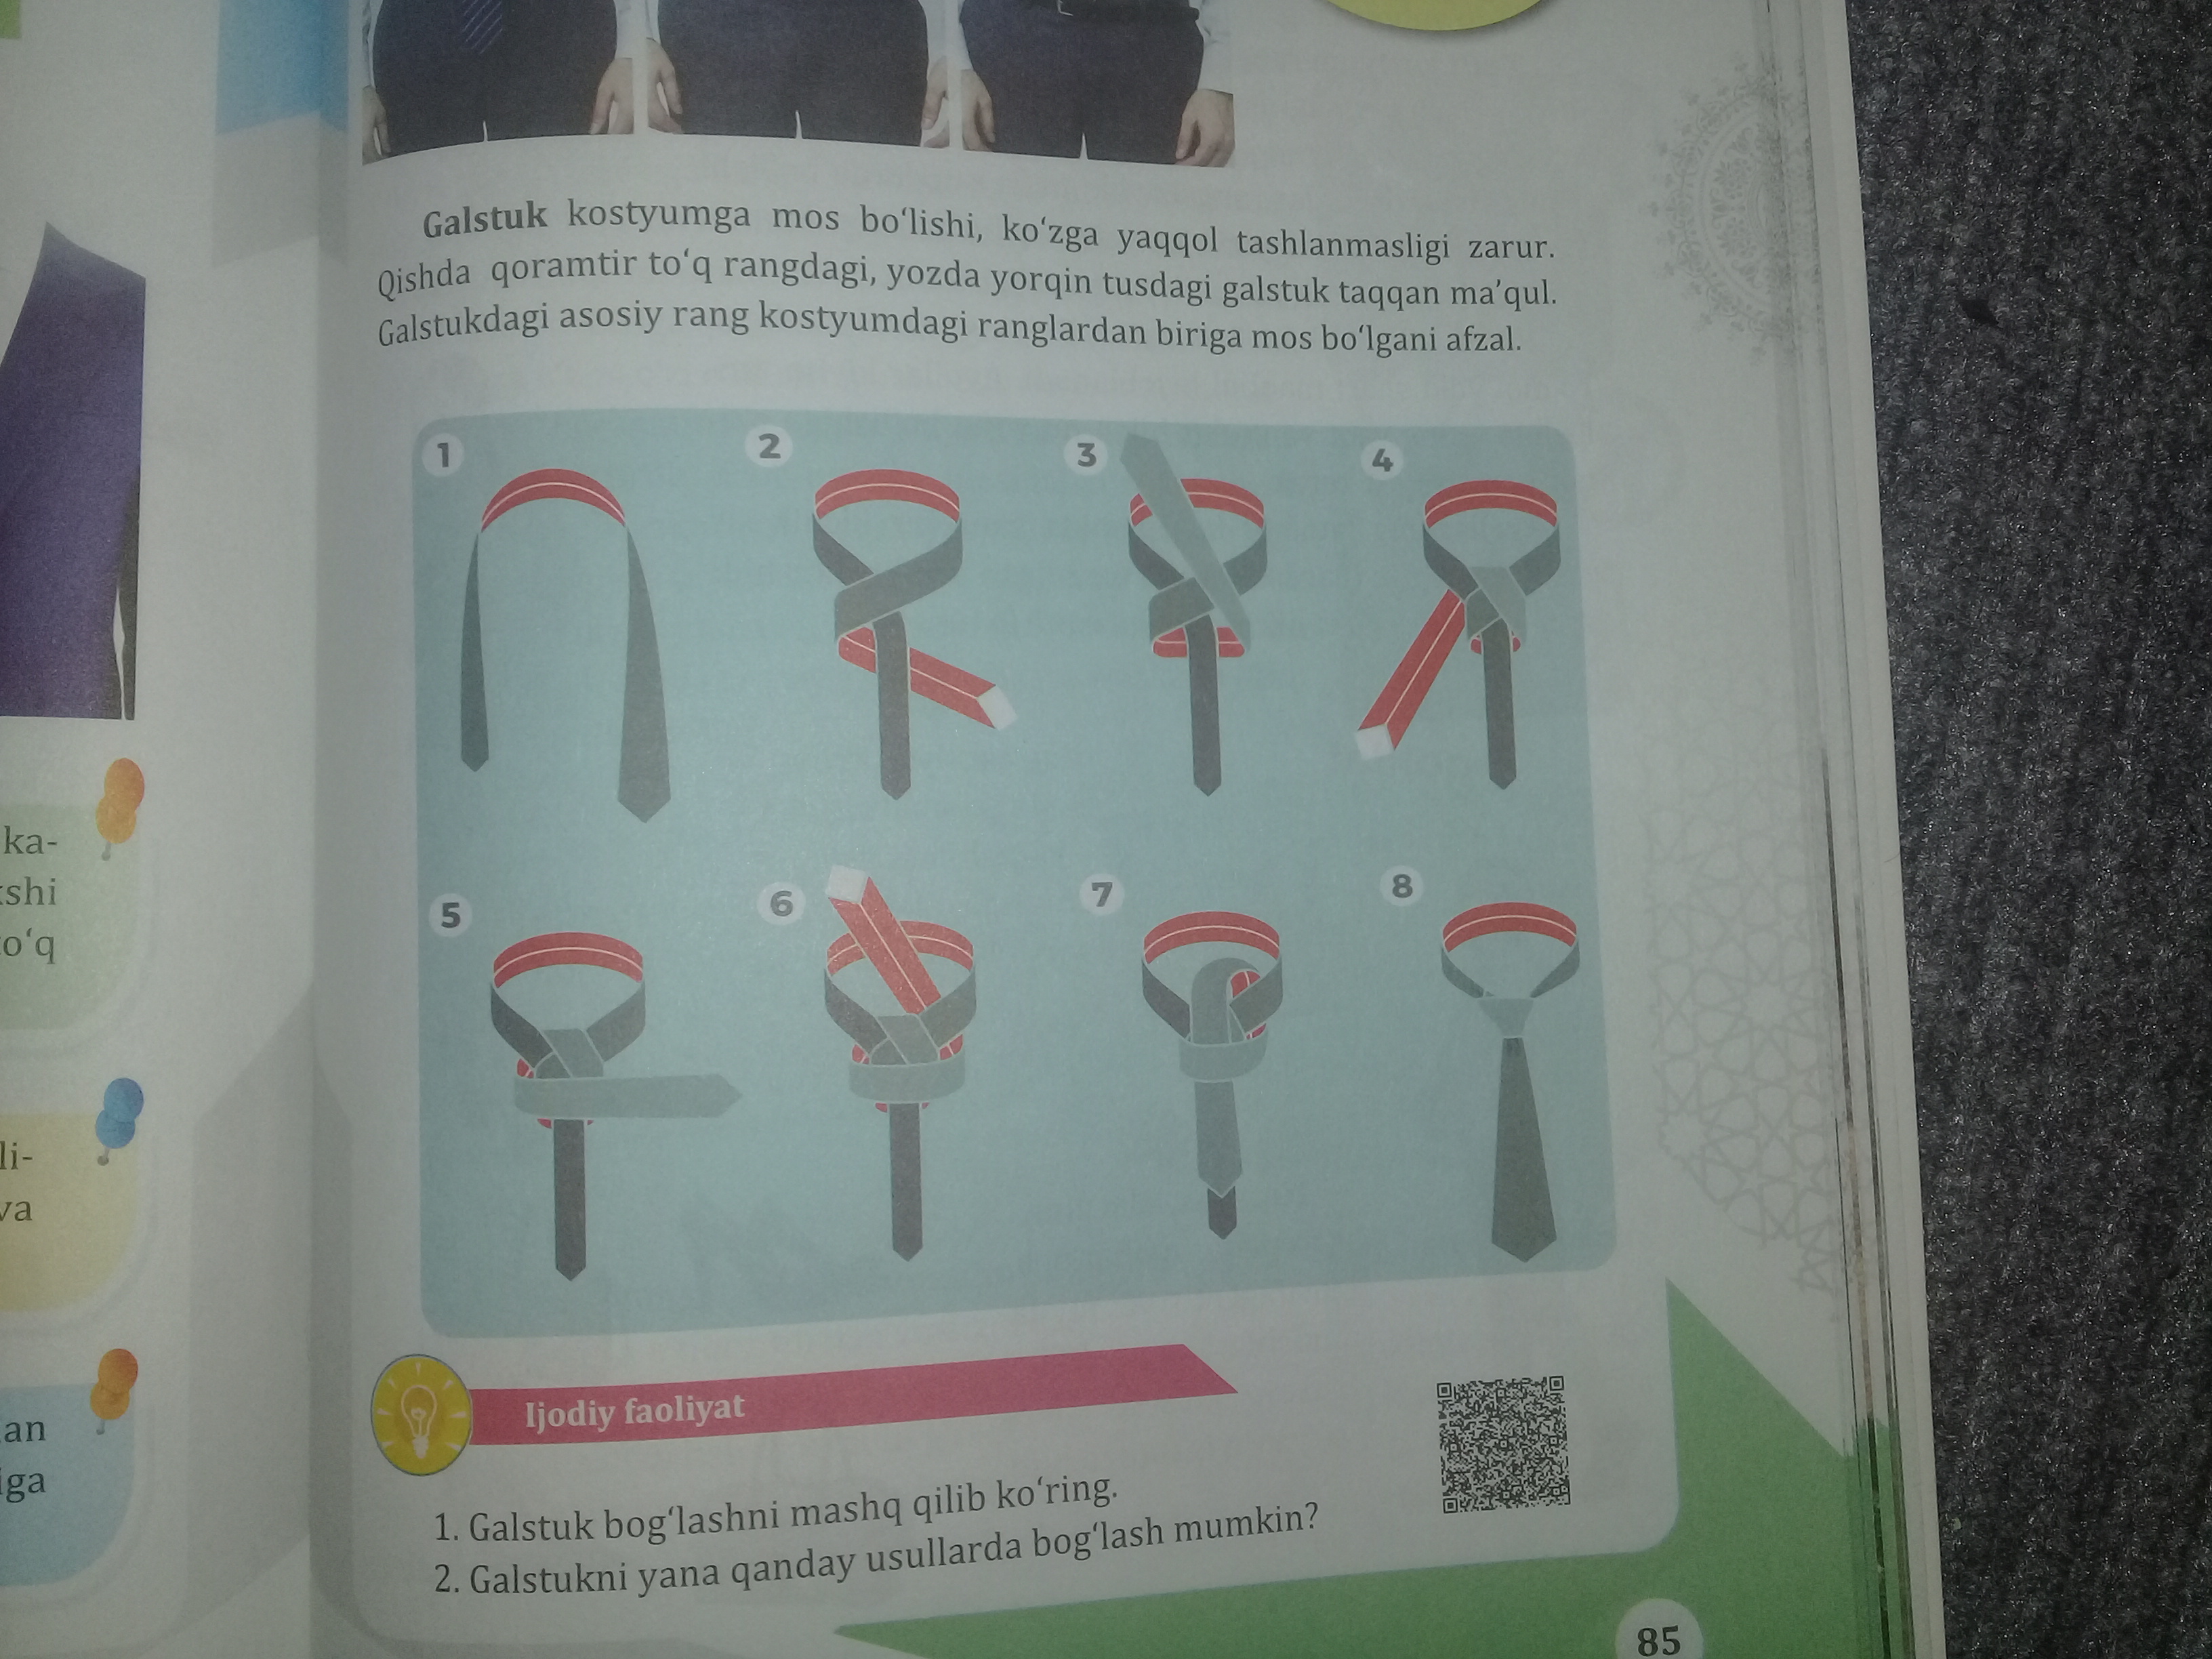 ka-
shi
o‘q
li-
va
an
iga
Galstuk kostyumga mos bo‘lishi, ko‘zga yaqqol tashlanmasligi zarur.
Qishda qoramtir to‘q rangdagi, yozda yorqin tusdagi galstuk taqqan ma’qul.
Galstukdagi asosiy rang kostyumdagi ranglardan biriga mos bo‘lgani afzal.
1 2 3 4
5 6 7 8
Ijodiy faoliyat
1. Galstuk bog‘lashni mashq qilib ko‘ring.
2. Galstukni yana qanday usullarda bog‘lash mumkin?
85